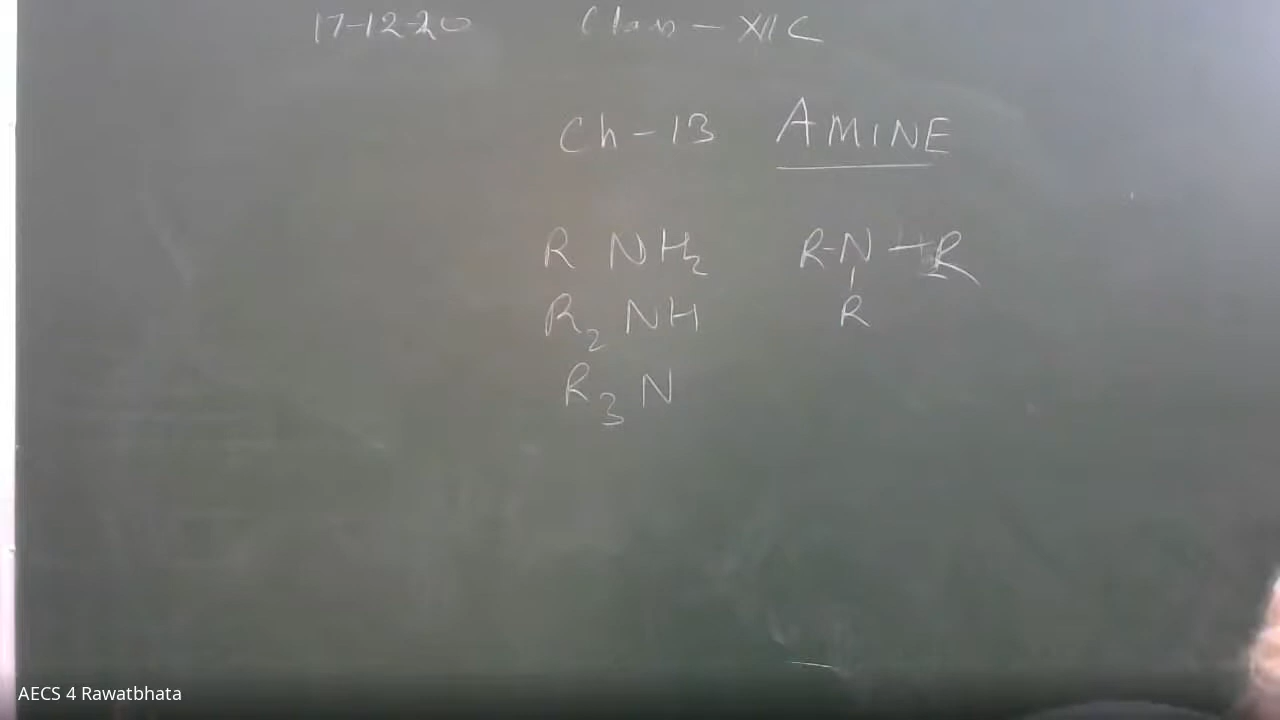 17-12-20 Class - XII C
Ch - 13 AMINE
R NH2 R-N-R
R2 NH R
R3 N
AECS 4 Rawatbhata